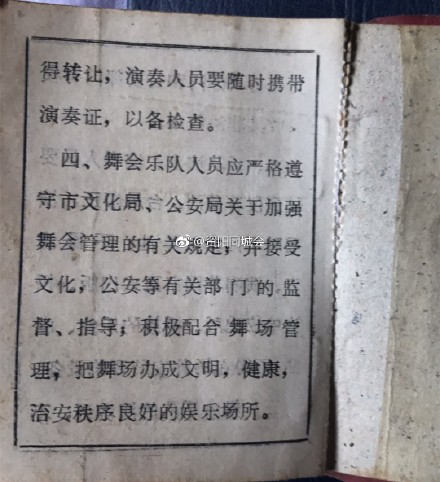 得转让，演奏人员要随时携带
演奏证，以备检查。
四、舞会乐队人员应严格遵
守市文化局、公安局关于加强
舞会管理的有关规定，并接受
文化，公安等有关部门的监
督、指导，积极配合舞场管
理，把舞场办成文明，健康，
治安秩序良好的娱乐场所。